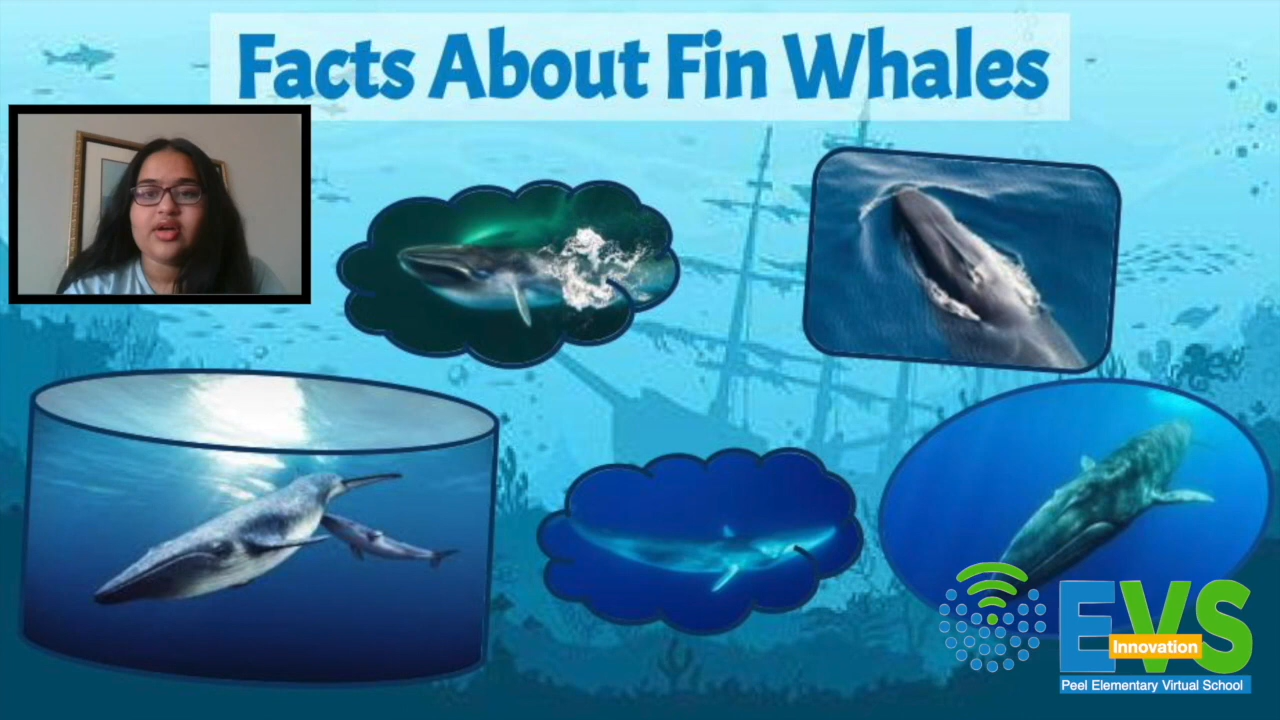 Facts About Fin Whales
EVS
Innovation
Peel Elementary Virtual School